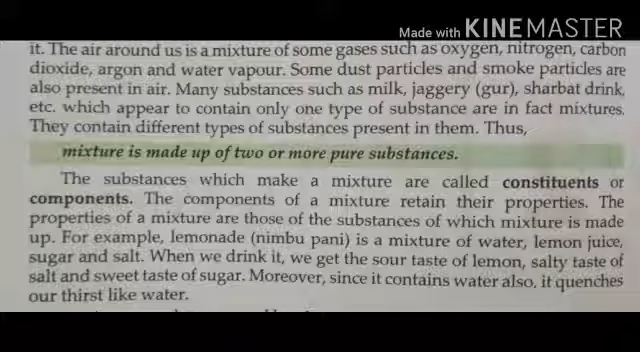 Made with KINEMASTER
it. The air around us is a mixture of some gases such as oxygen, nitrogen, carbon
dioxide, argon and water vapour. Some dust particles and smoke particles are
also present in air. Many substances such as milk, jaggery (gur), sharbat drink,
etc. which appear to contain only one type of substance are in fact mixtures.
They contain different types of substances present in them. Thus,
mixture is made up of two or more pure substances.
The substances which make a mixture are called constituents or
components. The components of a mixture retain their properties. The
properties of a mixture are those of the substances of which mixture is made
up. For example, lemonade (nimbu pani) is a mixture of water, lemon juice,
sugar and salt. When we drink it, we get the sour taste of lemon, salty taste of
salt and sweet taste of sugar. Moreover, since it contains water also, it quenches
our thirst like water.